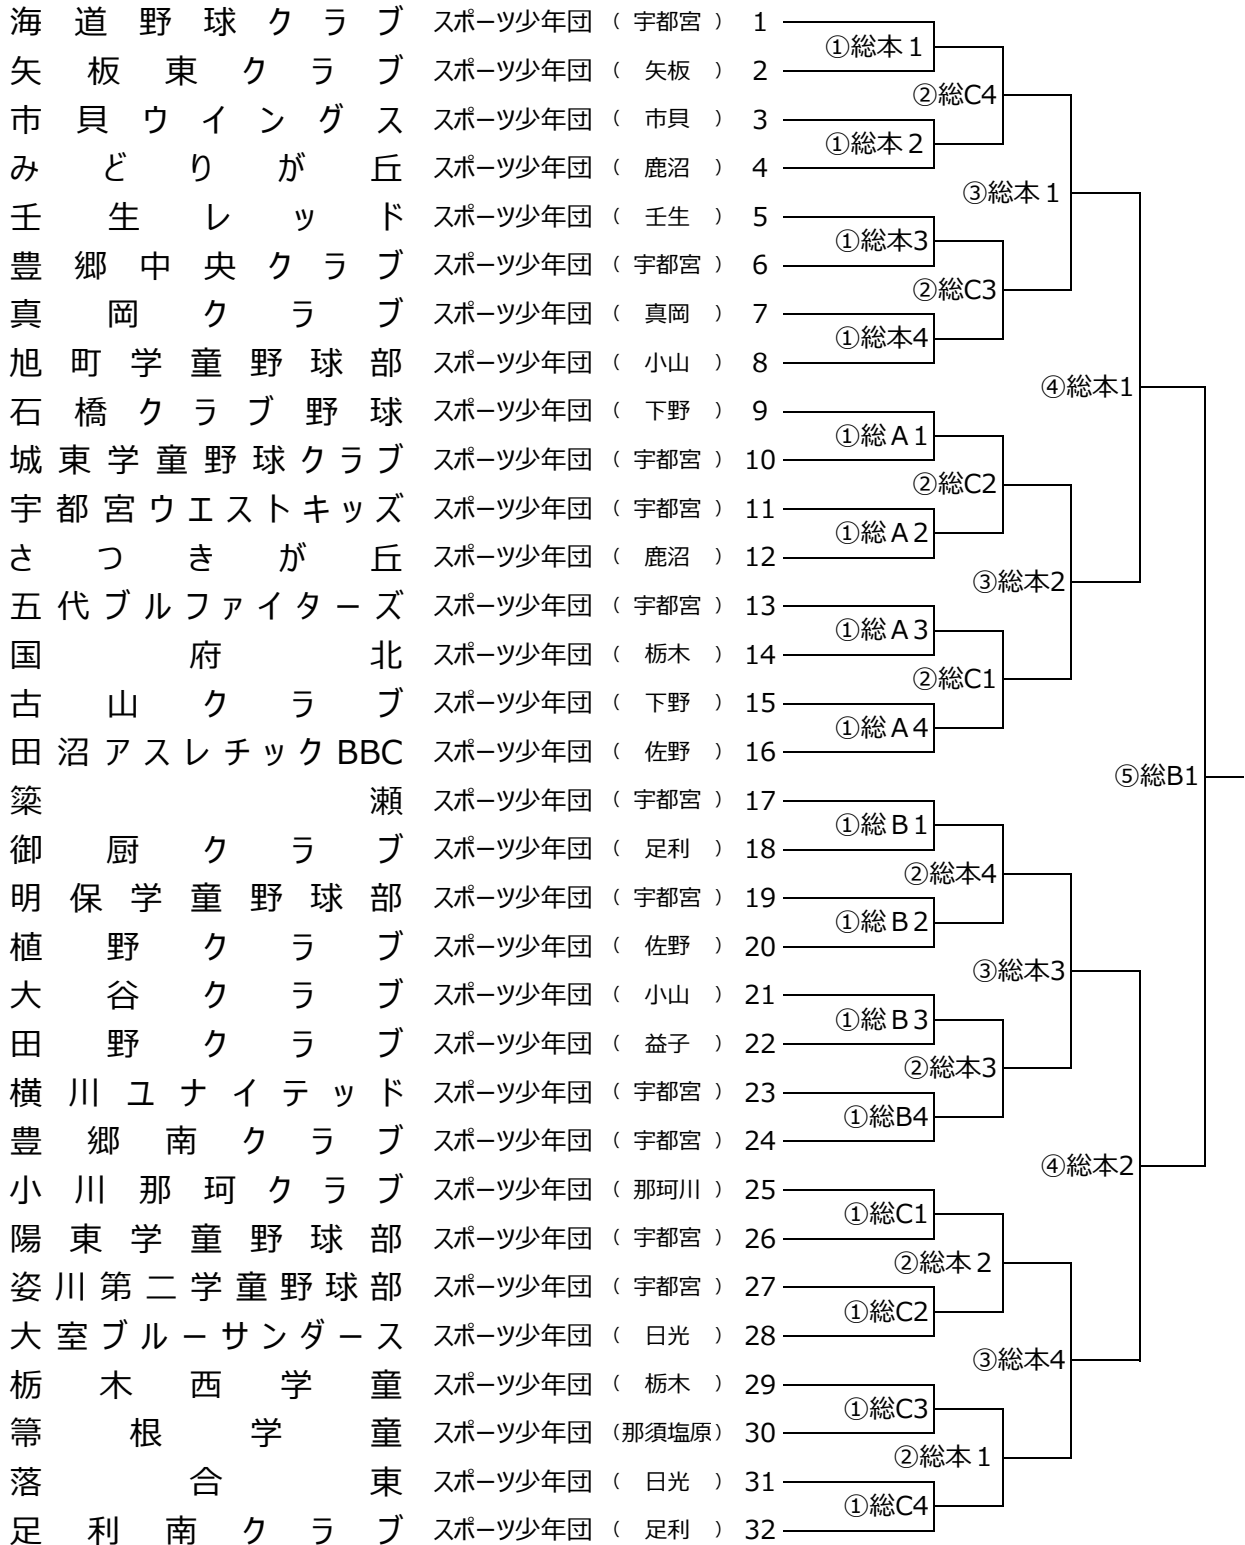 海道野球クラブ スポーツ少年団 （ 宇都宮 ） 1
①総本１
矢板東クラブ スポーツ少年団 （ 矢板 ） 2
②総C4
市貝ウイングス スポーツ少年団 （ 市貝 ） 3
①総本２
みどりが丘 スポーツ少年団 （ 鹿沼 ） 4
③総本１
壬生レッド スポーツ少年団 （ 壬生 ） 5
①総本3
豊郷中央クラブ スポーツ少年団 （ 宇都宮 ） 6
②総C3
真岡クラブ スポーツ少年団 （ 真岡 ） 7
①総本4
旭町学童野球部 スポーツ少年団 （ 小山 ） 8
④総本1
石橋クラブ野球 スポーツ少年団 （ 下野 ） 9
①総Ａ1
城東学童野球クラブ スポーツ少年団 （ 宇都宮 ） 10
②総C2
宇都宮ウエストキッズ スポーツ少年団 （ 宇都宮 ） 11
①総Ａ2
さつきが丘 スポーツ少年団 （ 鹿沼 ） 12
③総本2
五代ブルファイターズ スポーツ少年団 （ 宇都宮 ） 13
①総Ａ3
国府北 スポーツ少年団 （ 栃木 ） 14
②総C1
古山クラブ スポーツ少年団 （ 下野 ） 15
①総Ａ4
田沼アスレチックBBC スポーツ少年団 （ 佐野 ） 16
⑤総B1
簗瀬 スポーツ少年団 （ 宇都宮 ） 17
①総Ｂ1
御厨クラブ スポーツ少年団 （ 足利 ） 18
②総本4
明保学童野球部 スポーツ少年団 （ 宇都宮 ） 19
①総Ｂ2
植野クラブ スポーツ少年団 （ 佐野 ） 20
③総本3
大谷クラブ スポーツ少年団 （ 小山 ） 21
①総Ｂ3
田野クラブ スポーツ少年団 （ 益子 ） 22
②総本3
横川ユナイテッド スポーツ少年団 （ 宇都宮 ） 23
①総B4
豊郷南クラブ スポーツ少年団 （ 宇都宮 ） 24
④総本2
小川那珂クラブ スポーツ少年団 （ 那珂川 ） 25
①総C1
陽東学童野球部 スポーツ少年団 （ 宇都宮 ） 26
②総本２
姿川第二学童野球部 スポーツ少年団 （ 宇都宮 ） 27
①総C2
大室ブルーサンダース スポーツ少年団 （ 日光 ） 28
③総本4
栃木西学童 スポーツ少年団 （ 栃木 ） 29
①総C3
箒根学童 スポーツ少年団 （那須塩原） 30
②総本１
落合東 スポーツ少年団 （ 日光 ） 31
①総C4
足利南クラブ スポーツ少年団 （ 足利 ） 32